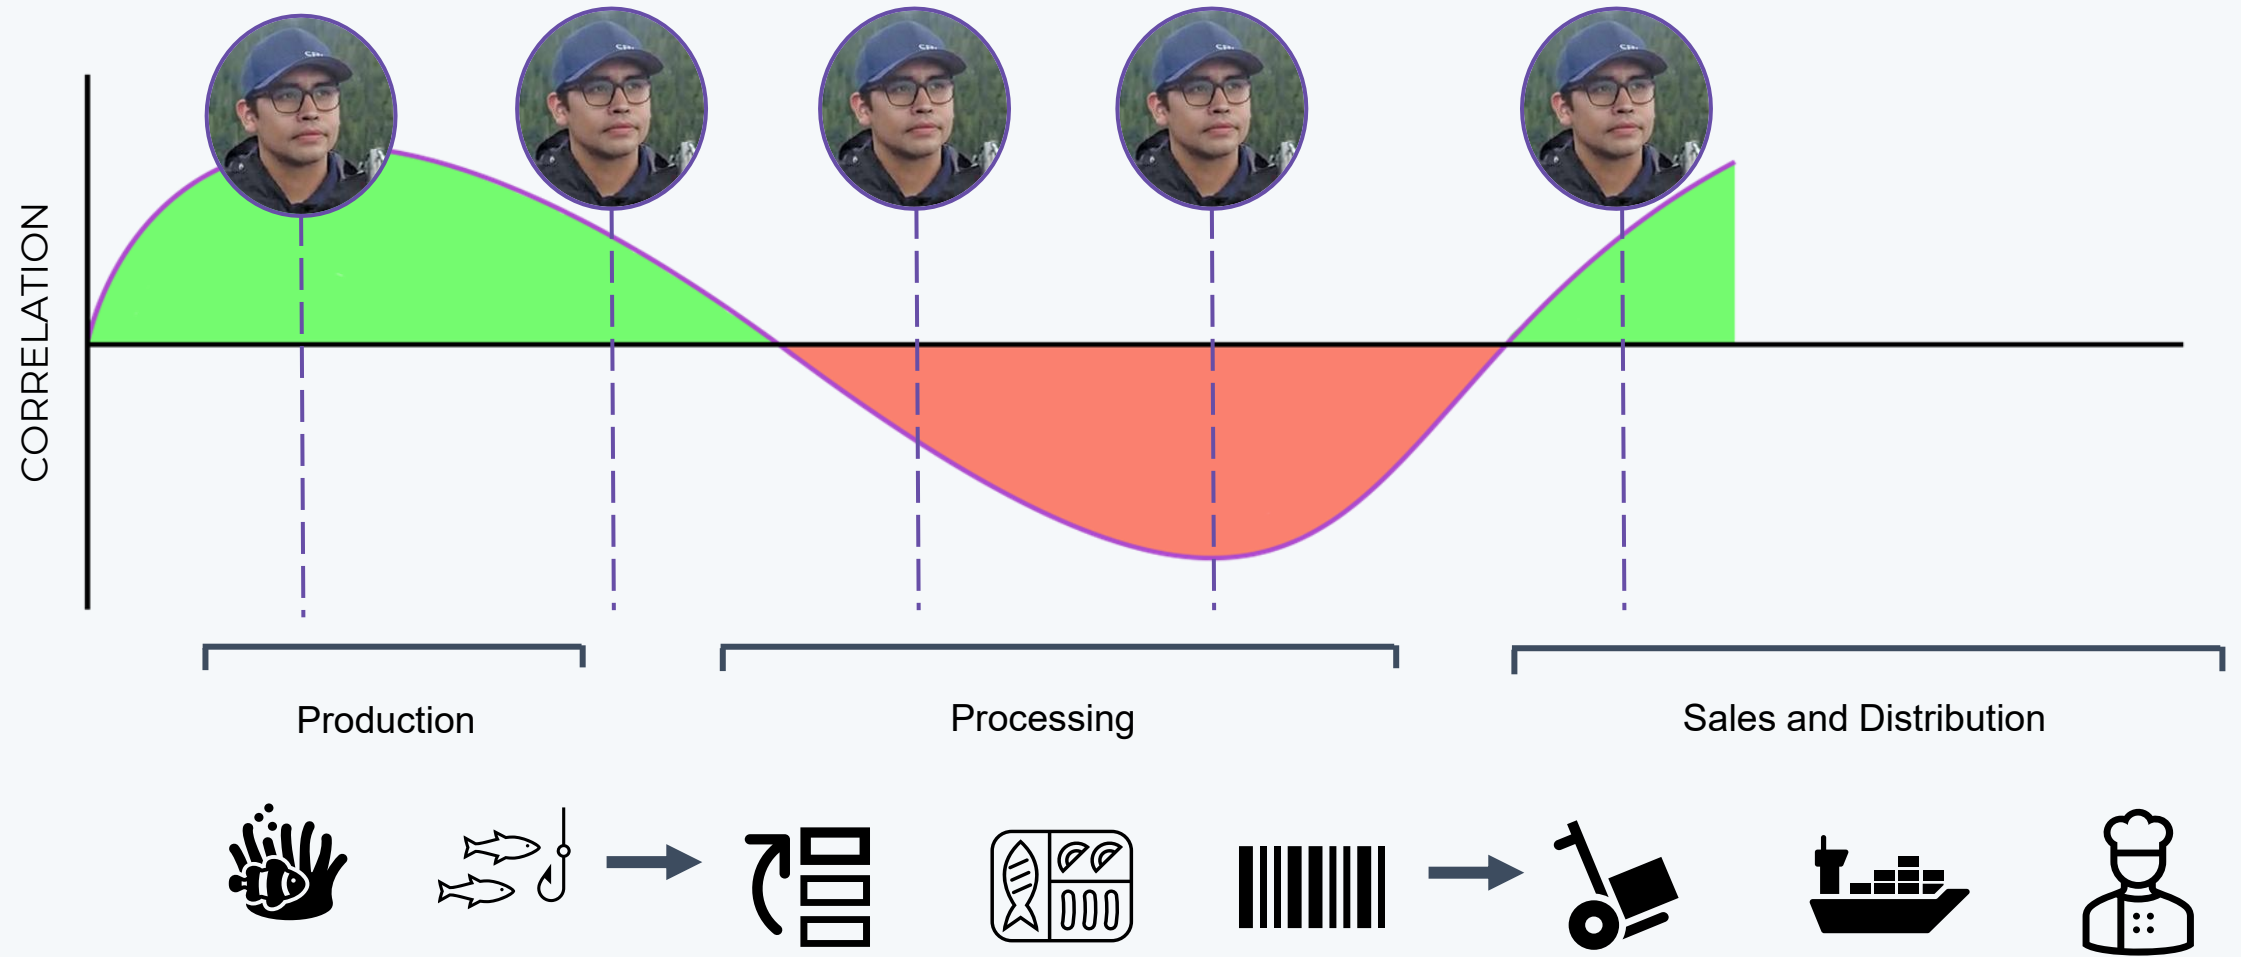 CORRELATION
Production
Processing
Sales and Distribution